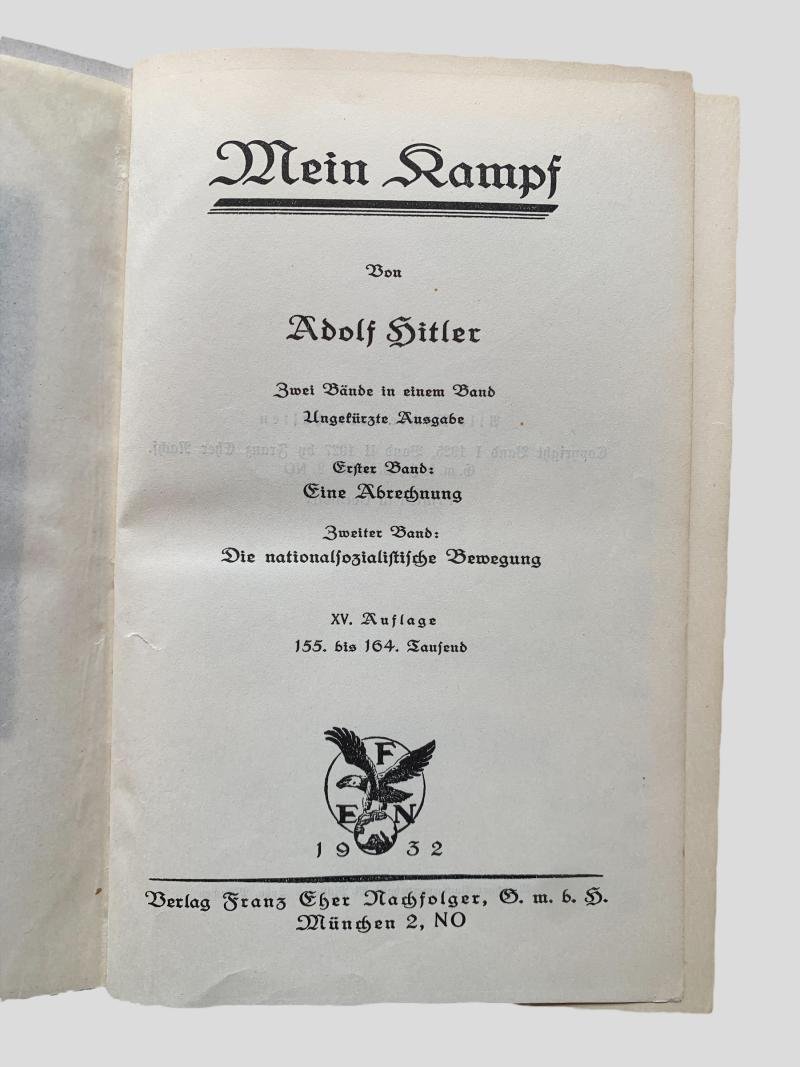 Mein Kampf
Von
Adolf Hitler
Zwei Bände in einem Band
Ungekürzte Ausgabe
Erster Band:
Eine Abrechnung
Zweiter Band:
Die nationalsozialistische Bewegung
XV. Auflage
155. bis 164. Tausend
F
E N
1932
Verlag Franz Eher Nachfolger, G. m. b. H.
München 2, NO